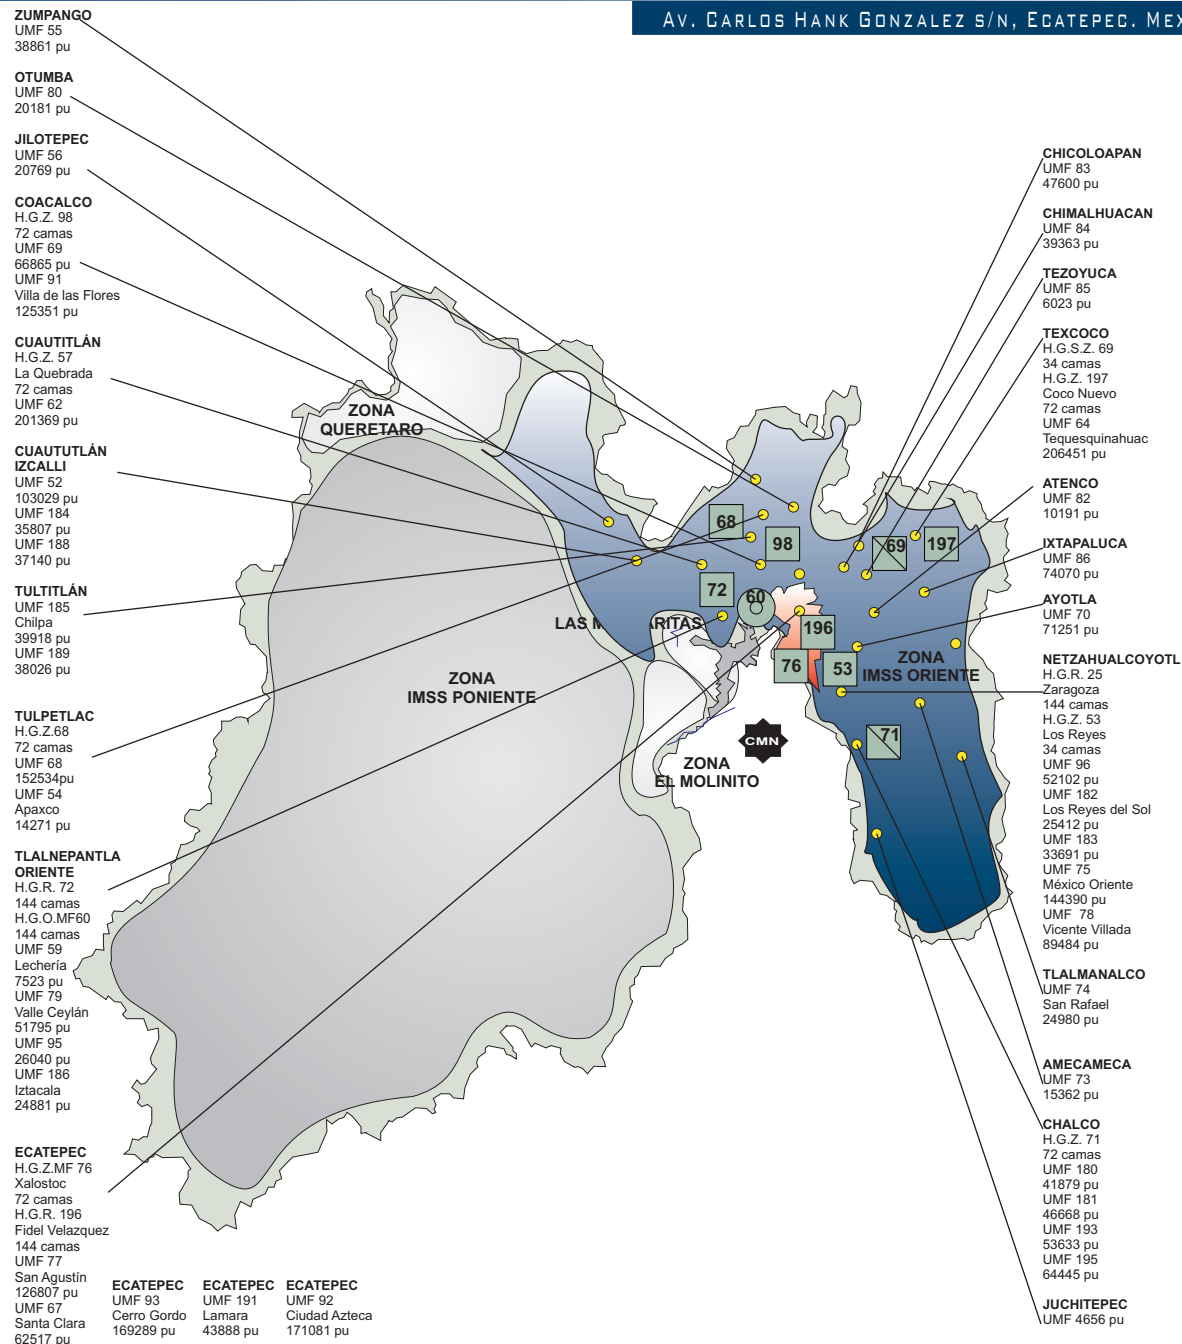 AV. CARLOS HANK GONZALEZ S/N, ECATEPEC. MEX
ZUMPANGO
UMF 55
38861 pu
OTUMBA
UMF 80
20181 pu
JILOTEPEC
UMF 56
20769 pu
COACALCO
H.G.Z. 98
72 camas
UMF 69
66865 pu
UMF 91
Villa de las Flores
125351 pu
CUAUTITLÁN
H.G.Z. 57
La Quebrada
72 camas
UMF 62
201369 pu
CUAUTUTLÁN
IZCALLI
UMF 52
103029 pu
UMF 184
35807 pu
UMF 188
37140 pu
TULTITLÁN
UMF 185
Chilpa
39918 pu
UMF 189
38026 pu
TULPETLAC
H.G.Z.68
72 camas
UMF 68
152534pu
UMF 54
Apaxco
14271 pu
TLALNEPANTLA
ORIENTE
H.G.R. 72
144 camas
H.G.O.MF60
144 camas
UMF 59
Lechería
7523 pu
UMF 79
Valle Ceylán
51795 pu
UMF 95
26040 pu
UMF 186
Iztacala
24881 pu
ECATEPEC
H.G.Z.MF 76
Xalostoc
72 camas
H.G.R. 196
Fidel Velazquez
144 camas
UMF 77
San Agustín
126807 pu
UMF 67
Santa Clara
62517 pu
ECATEPEC
UMF 93
Cerro Gordo
169289 pu
ECATEPEC
UMF 191
Lamara
43888 pu
ECATEPEC
UMF 92
Ciudad Azteca
171081 pu
ZONA
QUERETARO
68
98
69
197
72
60
LAS M ARITAS
196
76
53
ZONA
IMSS ORIENTE
ZONA
IMSS PONIENTE
71
CMN
ZONA
EL MOLINITO
CHICOLOAPAN
UMF 83
47600 pu
CHIMALHUACAN
UMF 84
39363 pu
TEZOYUCA
UMF 85
6023 pu
TEXCOCO
H.G.S.Z. 69
34 camas
H.G.Z. 197
Coco Nuevo
72 camas
UMF 64
Tequesquinahuac
206451 pu
ATENCO
UMF 82
10191 pu
IXTAPALUCA
UMF 86
74070 pu
AYOTLA
UMF 70
71251 pu
NETZAHUALCOYOTL
H.G.R. 25
Zaragoza
144 camas
H.G.Z. 53
Los Reyes
34 camas
UMF 96
52102 pu
UMF 182
Los Reyes del Sol
25412 pu
UMF 183
33691 pu
UMF 75
México Oriente
144390 pu
UMF 78
Vicente Villada
89484 pu
TLALMANALCO
UMF 74
San Rafael
24980 pu
AMECAMECA
UMF 73
15362 pu
CHALCO
H.G.Z. 71
72 camas
UMF 180
41879 pu
UMF 181
46668 pu
UMF 193
53633 pu
UMF 195
64445 pu
JUCHITEPEC
UMF 4656 pu